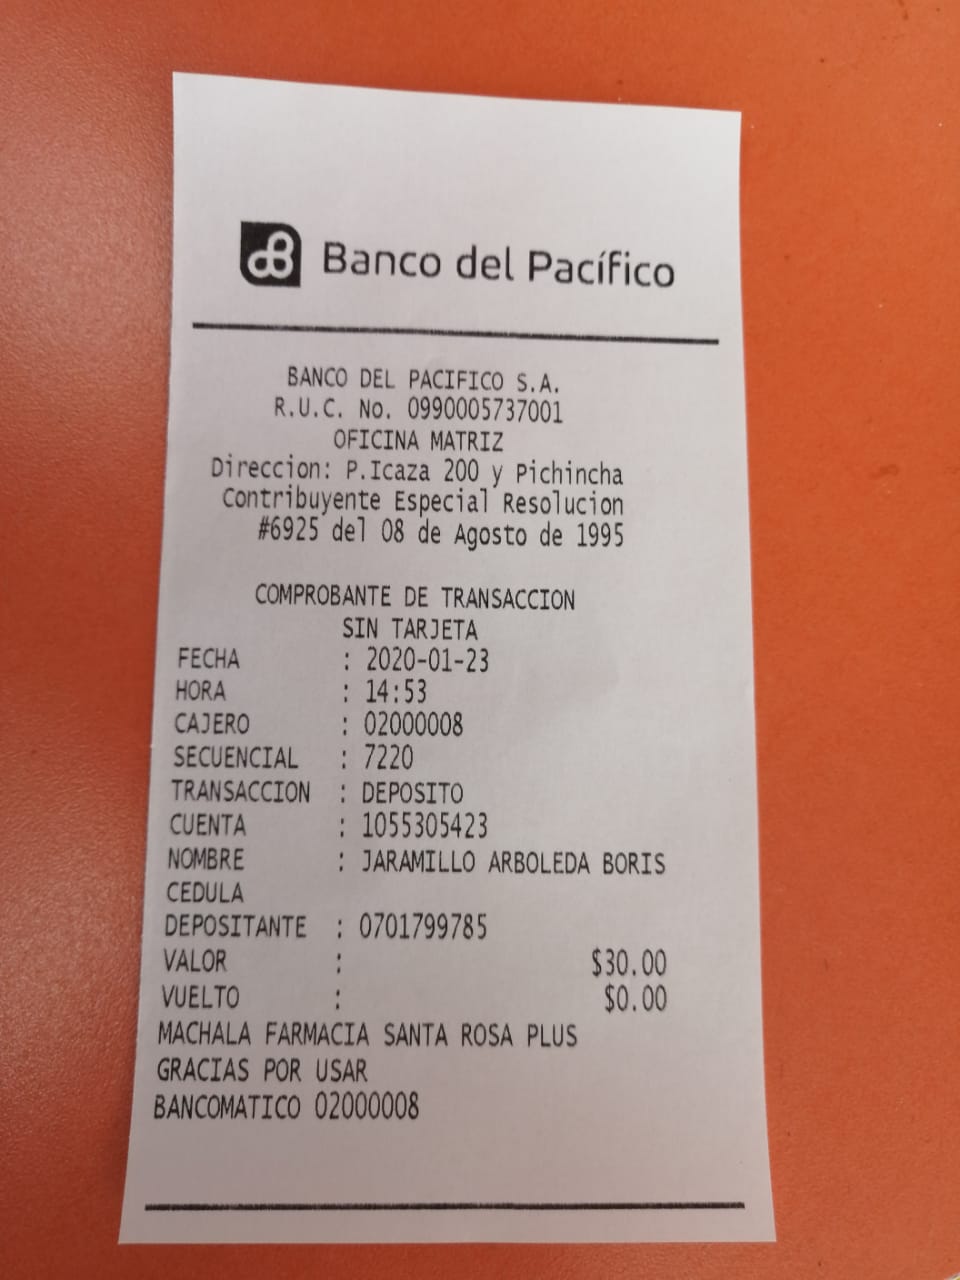 Banco del Pacífico
BANCO DEL PACIFICO S.A.
R.U.C. No. 0990005737001
OFICINA MATRIZ
Direccion: P.Icaza 200 y Pichincha
Contribuyente Especial Resolucion
#6925 del 08 de Agosto de 1995
COMPROBANTE DE TRANSACCION
SIN TARJETA
FECHA : 2020-01-23
HORA : 14:53
CAJERO : 02000008
SECUENCIAL : 7220
TRANSACCION : DEPOSITO
CUENTA : 1055305423
NOMBRE : JARAMILLO ARBOLEDA BORIS
CEDULA
DEPOSITANTE : 0701799785
VALOR : $30.00
VUELTO : $0.00
MACHALA FARMACIA SANTA ROSA PLUS
GRACIAS POR USAR
BANCOMATICO 02000008